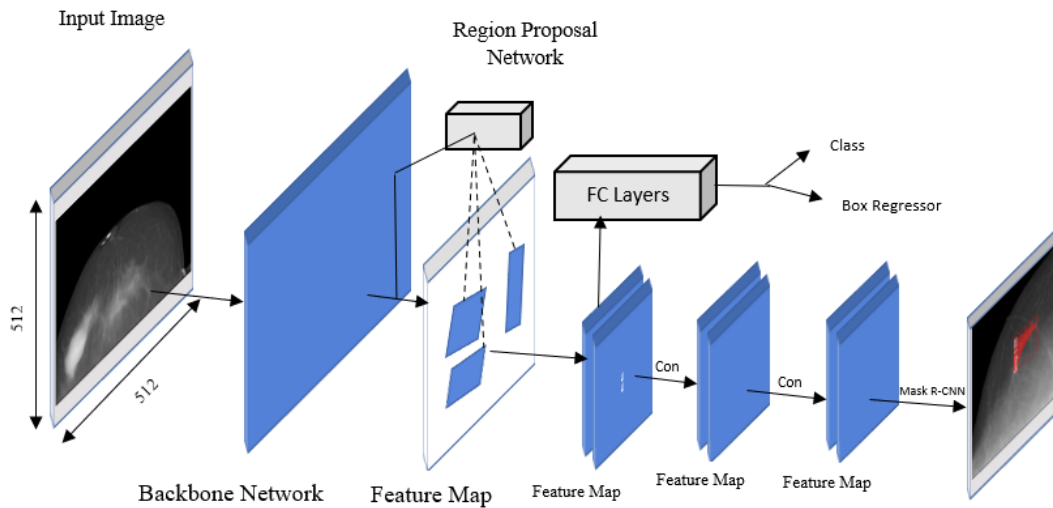 Input Image
Region Proposal
Network
FC Layers
Class
Box Regressor
512
512
Con
Con
Mask R-CNN
Backbone Network
Feature Map
Feature Map
Feature Map
Feature Map